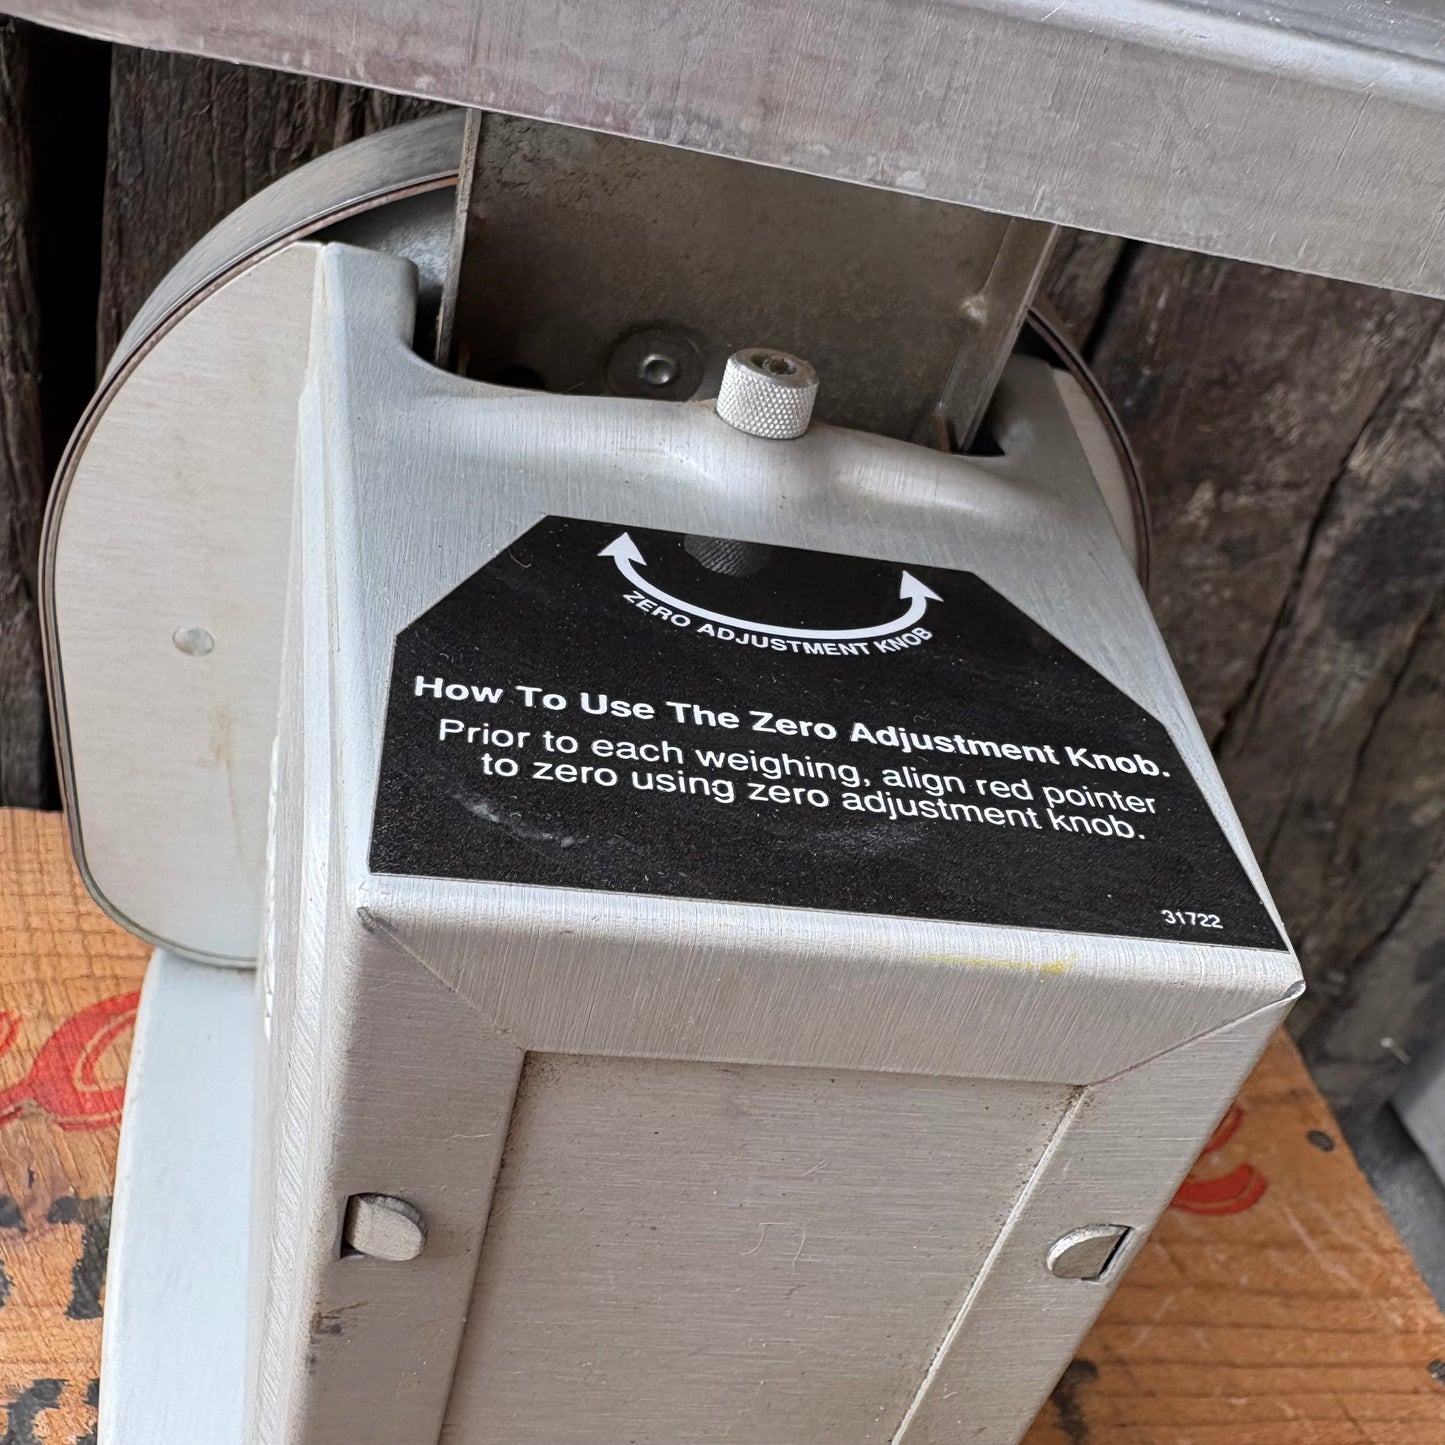 ZERO ADJUSTMENT KNOB
How To Use The Zero Adjustment Knob.
Prior to each weighing, align red pointer
to zero using zero adjustment knob.
31722